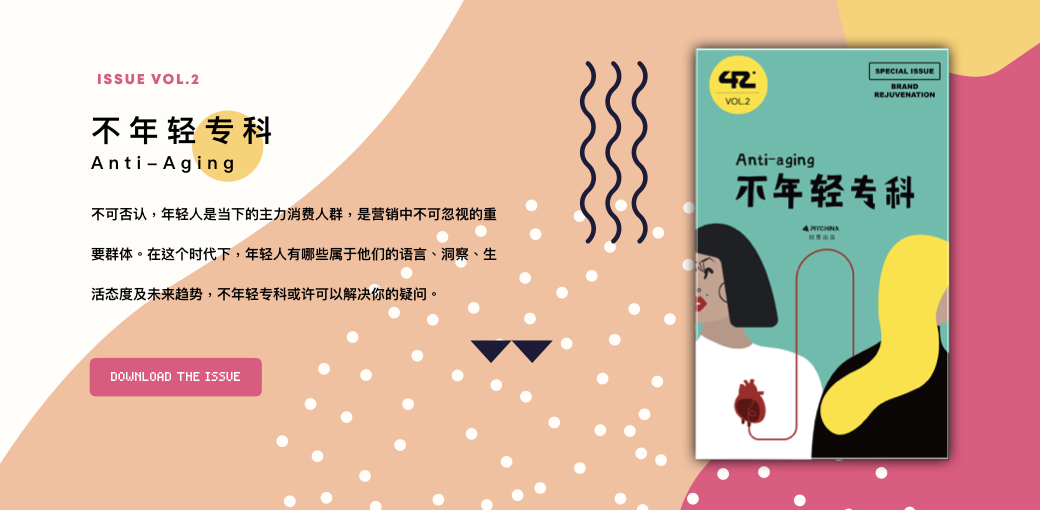 ISSUE VOL.2
不年轻专科
Anti-Aging
不可否认，年轻人是当下的主力消费人群，是营销中不可忽视的重
要群体。在这个时代下，年轻人有哪些属于他们的语言、洞察、生
活态度及未来趋势，不年轻专科或许可以解决你的疑问。
DOWNLOAD THE ISSUE
VOL.2
SPECIAL ISSUE
BRAND
REJUVENATION
Anti-aging
不年轻专科
PITCHINA